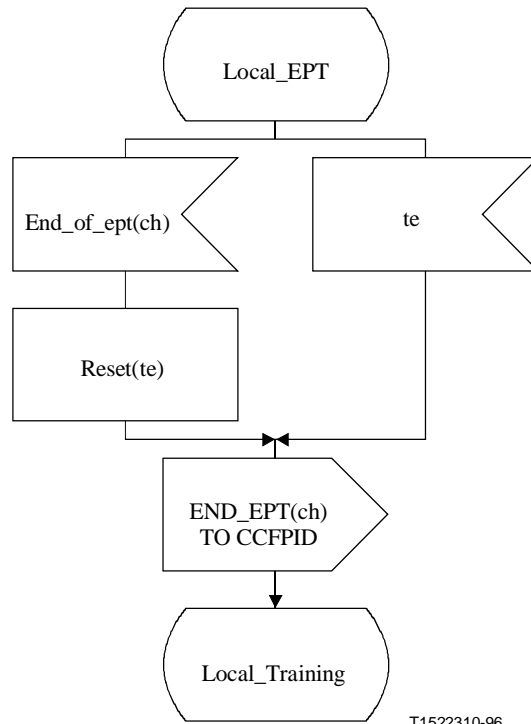 Local_EPT
End_of_ept(ch)
te
Reset(te)
END_EPT(ch)
TO CCFPID
Local_Training
T1522310-96